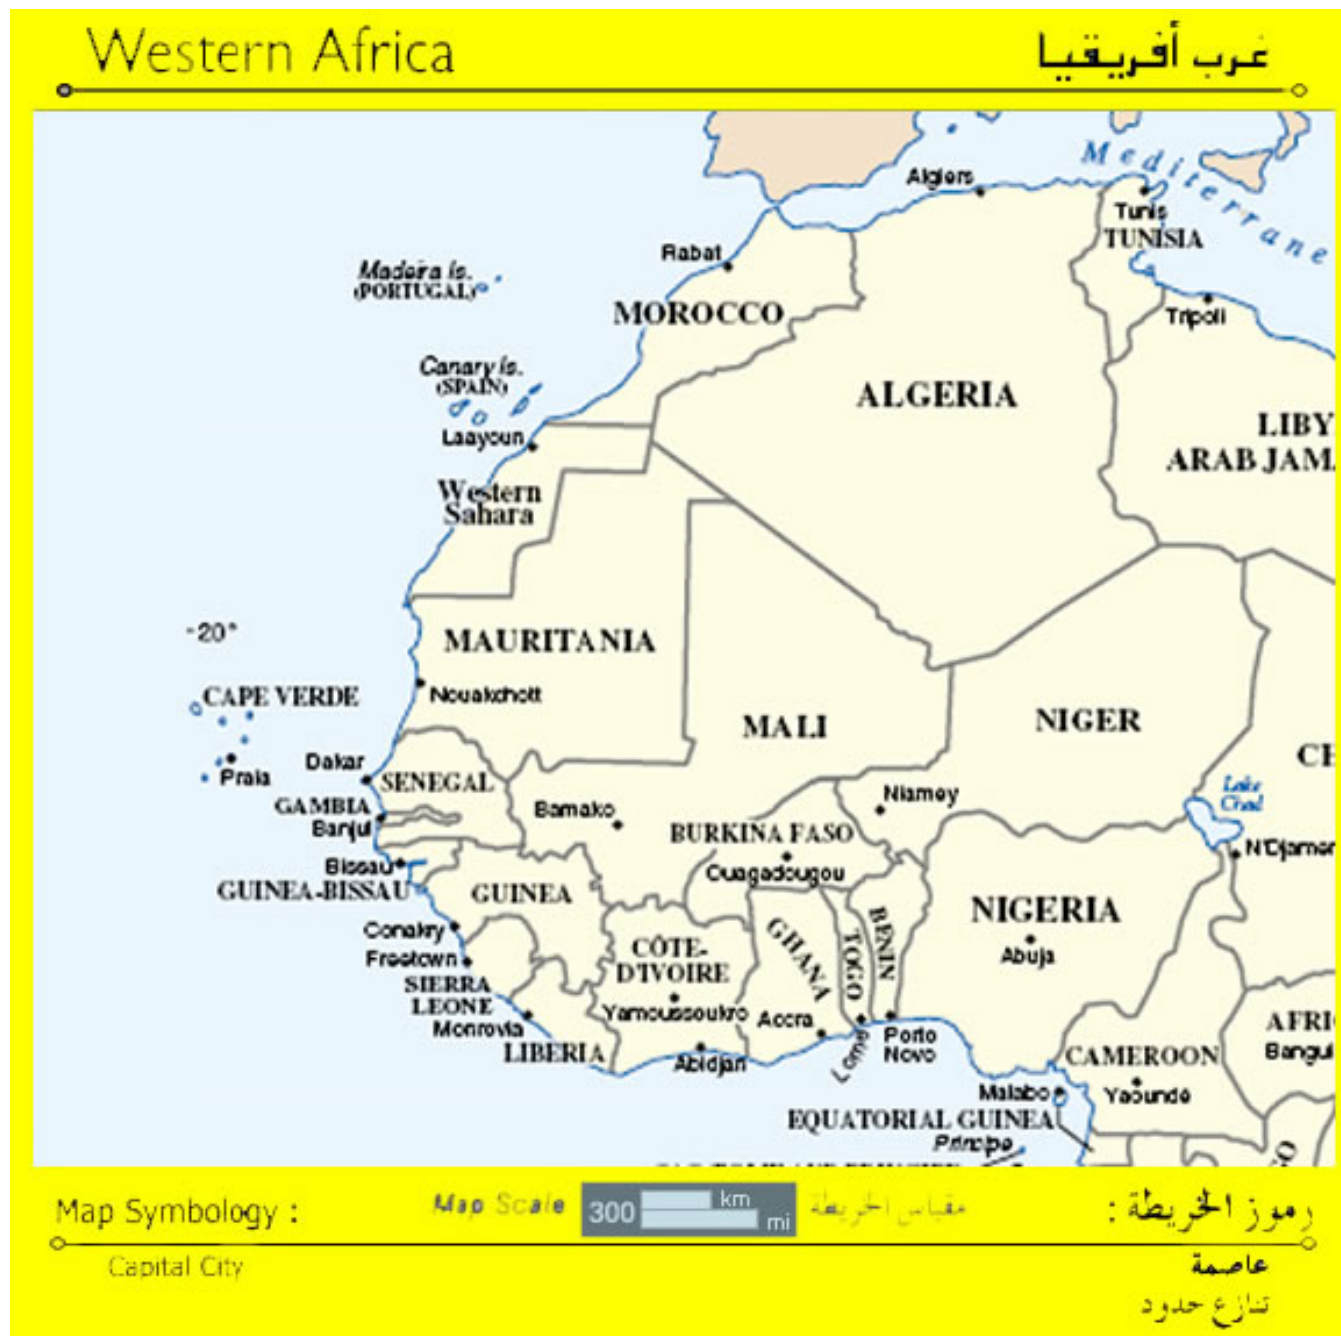 Western Africa
غرب أفريقيا
Mediterrane
Algiers
Tunis
TUNISIA
Rabat
Madeira Is.
(PORTUGAL)
MOROCCO
Tripoli
Canary Is.
(SPAIN)
ALGERIA
LIBY
ARAB JAM
Laayoun
Western
Sahara
-20°
MAURITANIA
CAPE VERDE
Nouakchott
MALI
NIGER
Dakar
Praia
SENEGAL
CH
Lake
Chad
GAMBIA
Banjul
Bamako
Niamey
BURKINA FASO
Ouagadougou
N'Djamen
Bissau
GUINEA-BISSAU
GUINEA
NIGERIA
Abuja
BENIN
TOGO
GHANA
Conakry
Freetown
CÔTE-
D'IVOIRE
SIERRA
LEONE
Yamoussoukro
Accra
Monrovia
LIBERIA
Abidjan
Lome
Porto
Novo
AFRI
Bangui
CAMEROON
Malabo
Yaounde
EQUATORIAL GUINEA
Principe
Map Symbology :
Map Scale
300
km
mi
مقياس الخريطة
رموز الخريطة :
Capital City
عاصمة
تنازع حدود